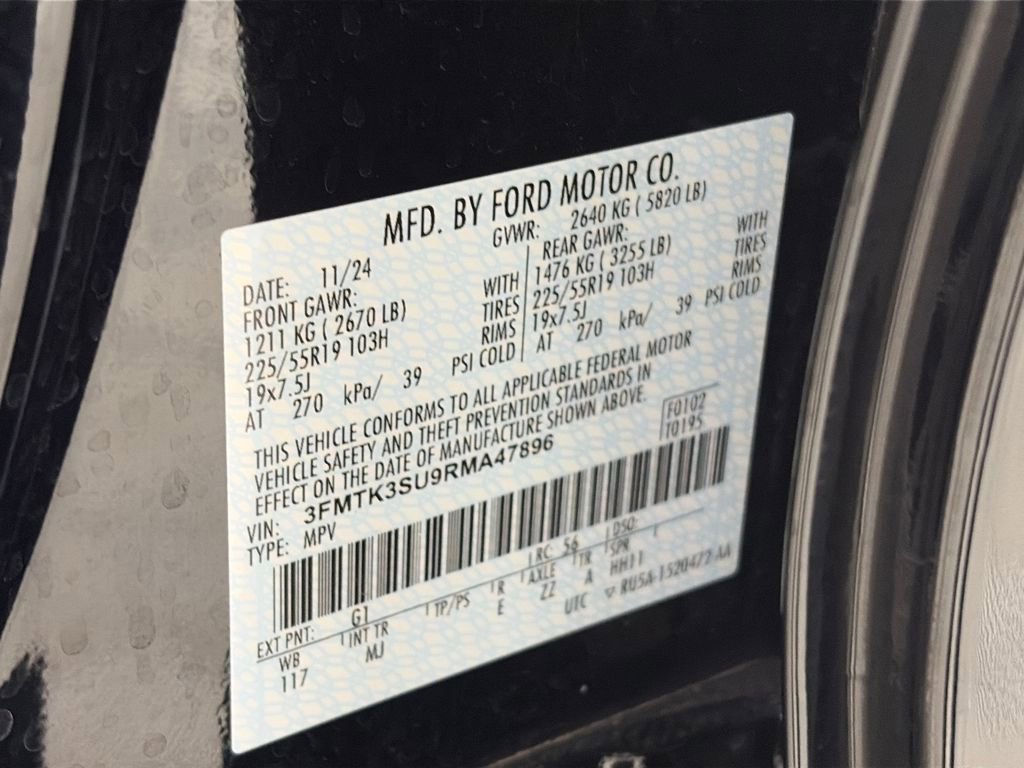 MFD. BY FORD MOTOR CO.
DATE: 11/24 GVWR: 2640 KG ( 5820 LB)
FRONT GAWR: REAR GAWR:
1211 KG ( 2670 LB) WITH 1476 KG ( 3255 LB) WITH
225/55R19 103H TIRES 225/55R19 103H TIRES
19x7.5J RIMS 19x7.5J RIMS
AT 270 kPa/ 39 PSI COLD AT 270 kPa/ 39 PSI COLD
THIS VEHICLE CONFORMS TO ALL APPLICABLE FEDERAL MOTOR
VEHICLE SAFETY AND THEFT PREVENTION STANDARDS IN
EFFECT ON THE DATE OF MANUFACTURE SHOWN ABOVE.
F0102
T0195
VIN: 3FMTK3SU9RMA47896
TYPE: MPV
EXT PNT: G1 RC: 56 DSO:
WB INT TR TP/PS R AXLE TR SPR
117 MJ E ZZ A HH11
UTC ▽ RU5A-1520472-AA